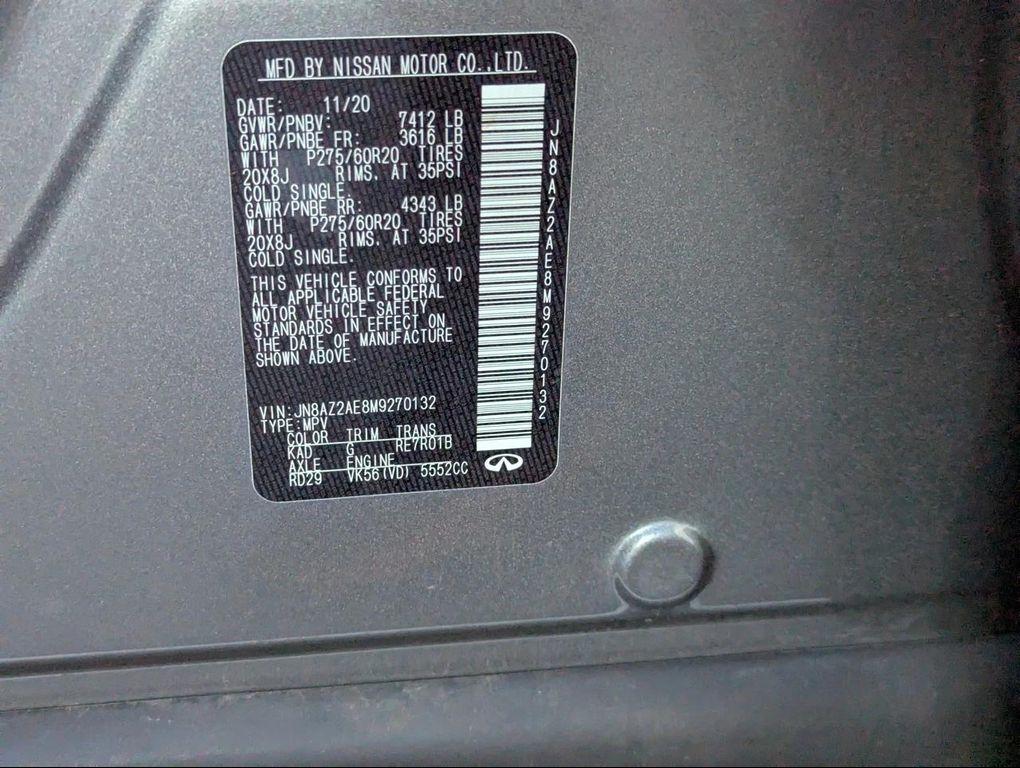 MFD BY NISSAN MOTOR CO.,LTD.
DATE: 11/20
GVWR/PNBV: 7412 LB
GAWR/PNBE FR: 3616 LB
WITH P275/60R20 TIRES
20X8J RIMS. AT 35PSI
COLD SINGLE.
GAWR/PNBE RR: 4343 LB
WITH P275/60R20 TIRES
20X8J RIMS. AT 35PSI
COLD SINGLE.
THIS VEHICLE CONFORMS TO
ALL APPLICABLE FEDERAL
MOTOR VEHICLE SAFETY
STANDARDS IN EFFECT ON
THE DATE OF MANUFACTURE
SHOWN ABOVE.
VIN:JN8AZ2AE8M9270132
TYPE:MPV
COLOR TRIM TRANS
KAD G RE7R01B
AXLE ENGINE
RD29 VK56(VD) 5552CC
JN8AZ2AE8M9270132